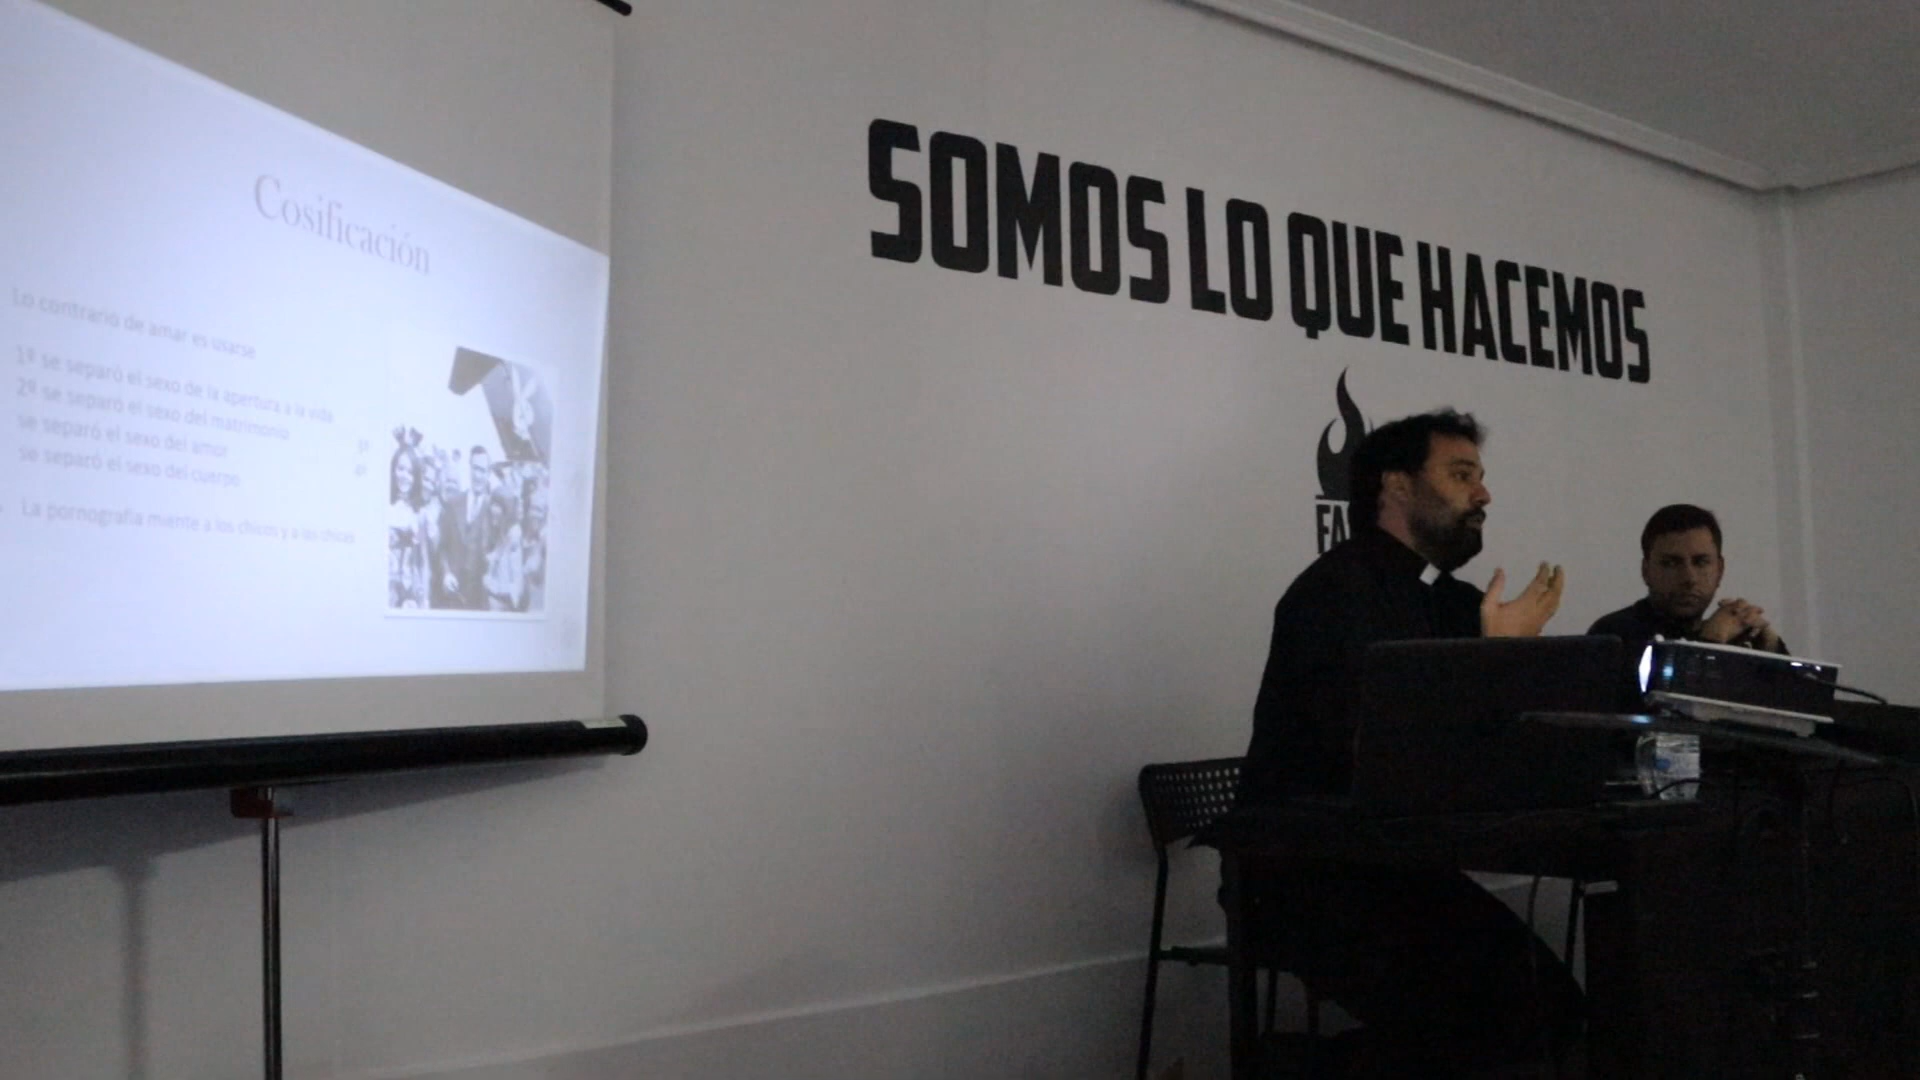 Cosificación
Lo contrario de amar es usarse
1º se separó el sexo de la apertura a la vida
2º se separó el sexo del matrimonio 3º
se separó el sexo del amor 4º
se separó el sexo del cuerpo
La pornografía miente a los chicos y a las chicas
SOMOS LO QUE HACEMOS